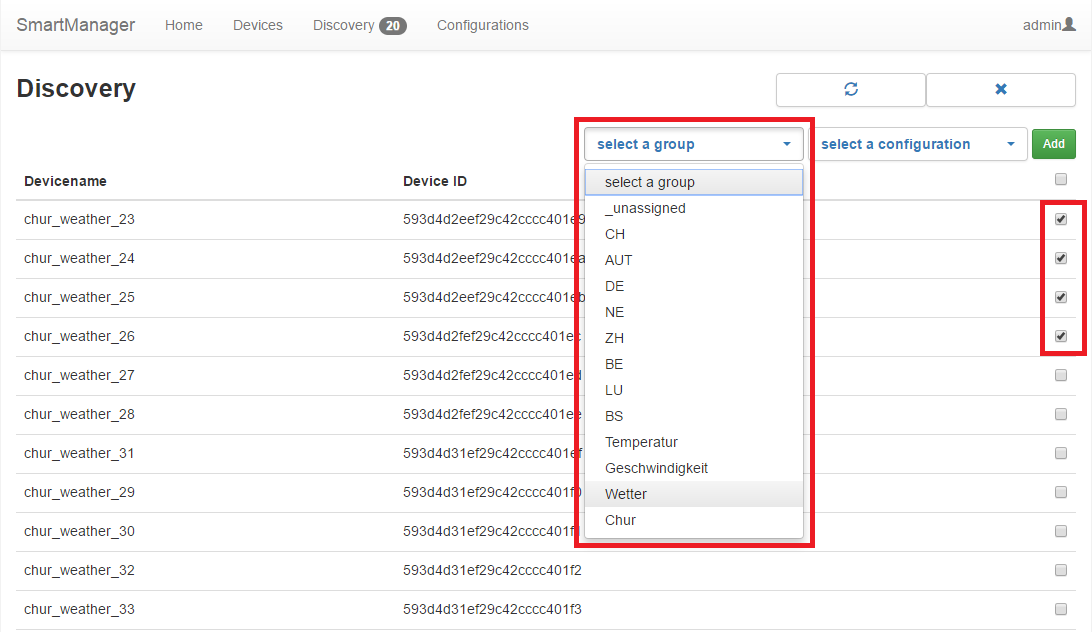 SmartManager Home Devices Discovery 20 Configurations admin
Discovery
select a group select a configuration Add
Devicename Device ID
select a group
_unassigned
CH
AUT
DE
NE
ZH
BE
LU
BS
Temperatur
Geschwindigkeit
Wetter
Chur
chur_weather_23 593d4d2eef29c42cccc401e9
chur_weather_24 593d4d2eef29c42cccc401ea
chur_weather_25 593d4d2eef29c42cccc401eb
chur_weather_26 593d4d2fef29c42cccc401ec
chur_weather_27 593d4d2fef29c42cccc401ed
chur_weather_28 593d4d2fef29c42cccc401ee
chur_weather_31 593d4d31ef29c42cccc401ef
chur_weather_29 593d4d31ef29c42cccc401f0
chur_weather_30 593d4d31ef29c42cccc401f1
chur_weather_32 593d4d31ef29c42cccc401f2
chur_weather_33 593d4d31ef29c42cccc401f3